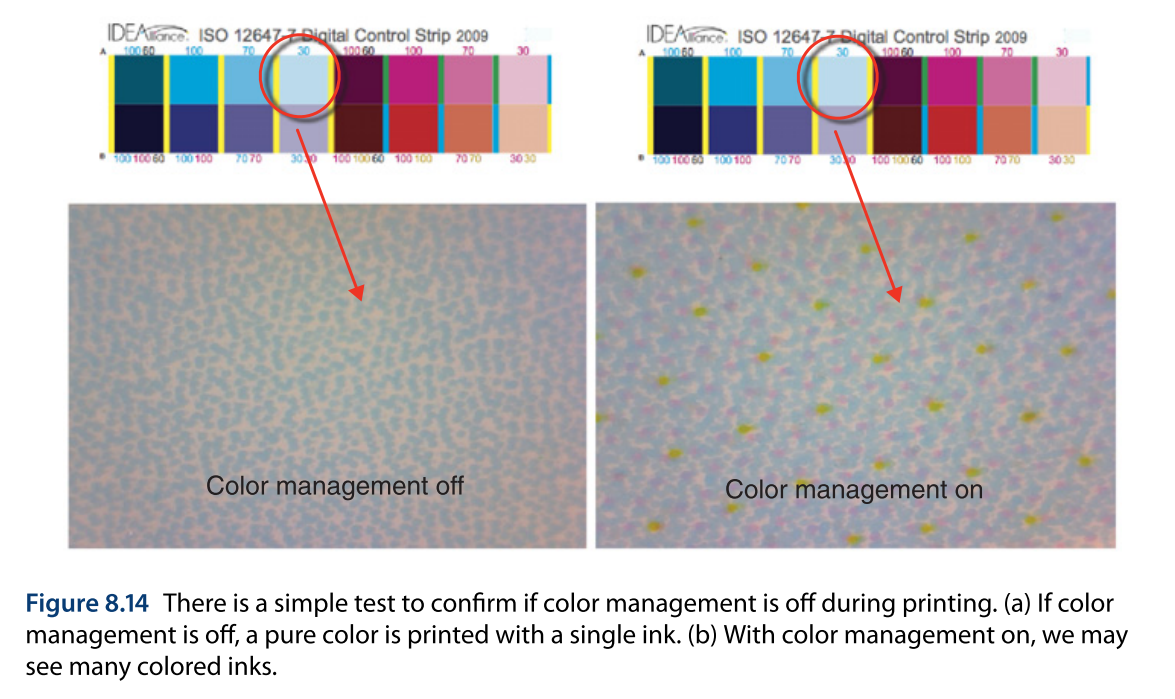 IDEAlliance. ISO 12647-7 Digital Control Strip 2009
A 100 60 100 70 30 100 60 100 70 30
B 100 100 60 100 100 70 70 30 30 100 100 60 100 100 70 70 30 30
IDEAlliance. ISO 12647-7 Digital Control Strip 2009
A 100 60 100 70 30 100 60 100 70 30
B 100 100 60 100 100 70 70 30 30 100 100 60 100 100 70 70 30 30
Color management off
Color management on
Figure 8.14 There is a simple test to confirm if color management is off during printing. (a) If color
management is off, a pure color is printed with a single ink. (b) With color management on, we may
see many colored inks.